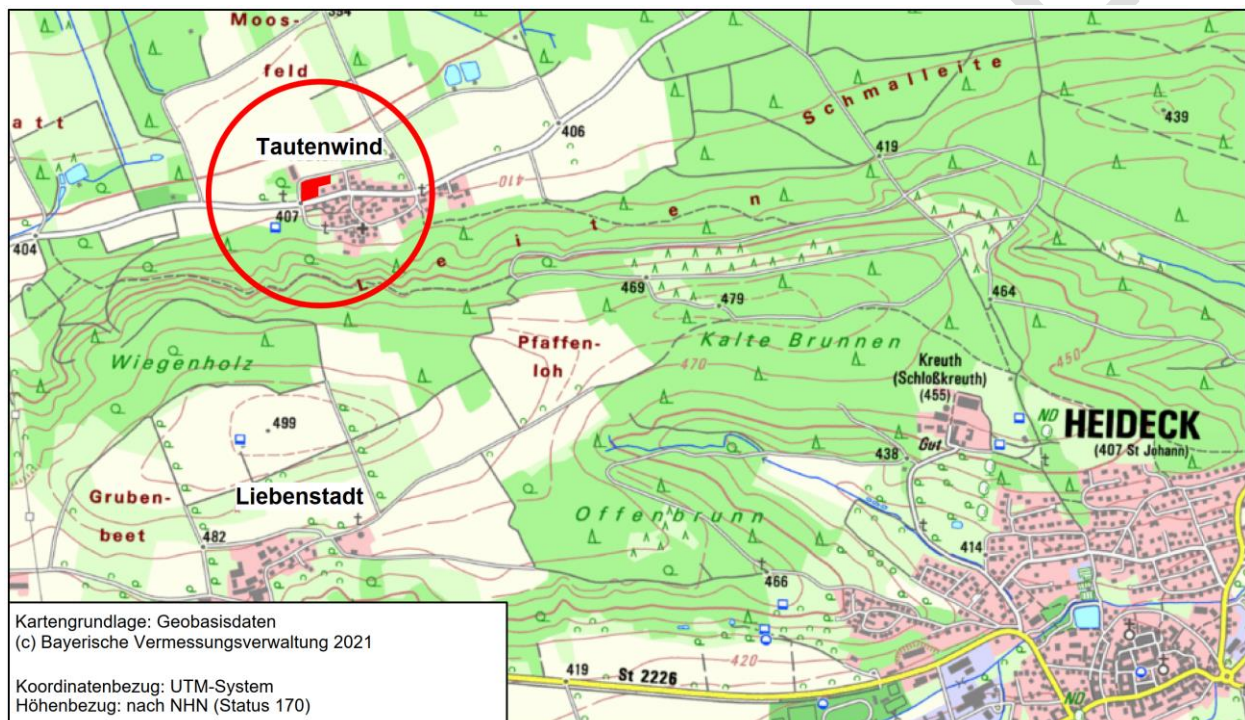 Moos-
354
feld
Schmalleite
439
att
Tautenwind
406
419
410
407
404
Leiten
469
479
464
Wiegenholz
Pfaffen-
loh
Kalte Brunnen
470
450
Kreuth
(Schloßkreuth)
(455)
499
ND
HEIDECK
(407 St Johann)
Gut
438
Liebenstadt
Gruben-
beet
Offenbrunn
482
414
466
Kartengrundlage: Geobasisdaten
(c) Bayerische Vermessungsverwaltung 2021
419
St 2226
420
Koordinatenbezug: UTM-System
Höhenbezug: nach NHN (Status 170)
ND